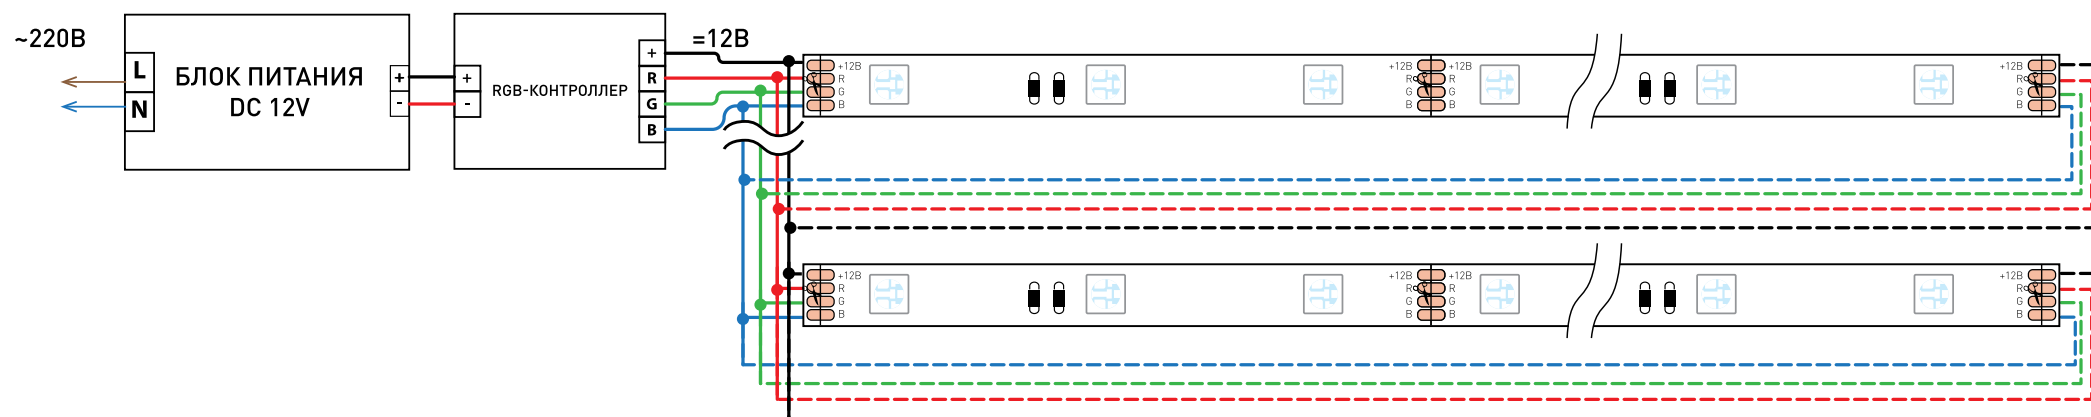 ~220В
L
N
БЛОК ПИТАНИЯ
DC 12V
+
-
+
-
RGB-КОНТРОЛЛЕР
+
R
G
B
=12В
+12В
R
G
B
+12В
R
G
B
+12В
R
G
B
+12В
R
G
B
+12В
R
G
B
+12В
R
G
B
+12В
R
G
B
+12В
R
G
B